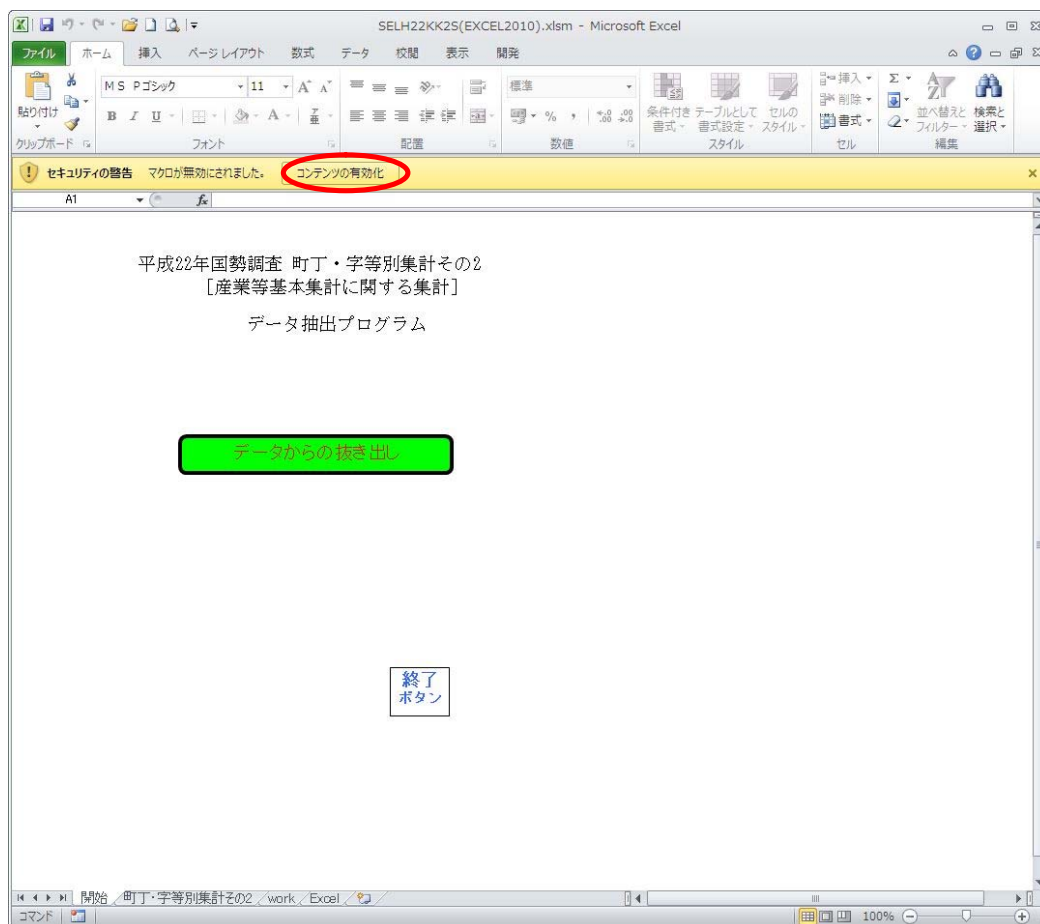 SELH22KK2S(EXCEL2010).xlsm - Microsoft Excel
ファイル ホーム 挿入 ページ レイアウト 数式 データ 校閲 表示 開発
貼り付け
クリップボード
MS Pゴシック 11 A A
B I U A
フォント
配置
標準
% , .0 .00 .00 .0
数値
条件付き書式 テーブルとして書式設定 セルのスタイル
スタイル
挿入
削除
書式
セル
Σ
並べ替えとフィルター 検索と選択
編集
セキュリティの警告 マクロが無効にされました。 コンテンツの有効化
A1 fx
平成22年国勢調査 町丁・字等別集計その2
[産業等基本集計に関する集計]
データ抽出プログラム
データからの抜き出し
終了
ボタン
開始 町丁・字等別集計その2 work Excel
コマンド 100%